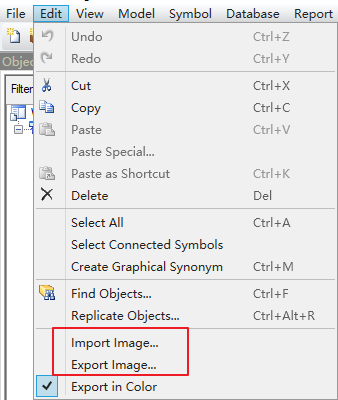 File Edit View Model Symbol Database Report
Obje
Filter
Undo Ctrl+Z
Redo Ctrl+Y
Cut Ctrl+X
Copy Ctrl+C
Paste Ctrl+V
Paste Special...
Paste as Shortcut Ctrl+K
Delete Del
Select All Ctrl+A
Select Connected Symbols
Create Graphical Synonym Ctrl+M
Find Objects... Ctrl+F
Replicate Objects... Ctrl+Alt+R
Import Image...
Export Image...
Export in Color